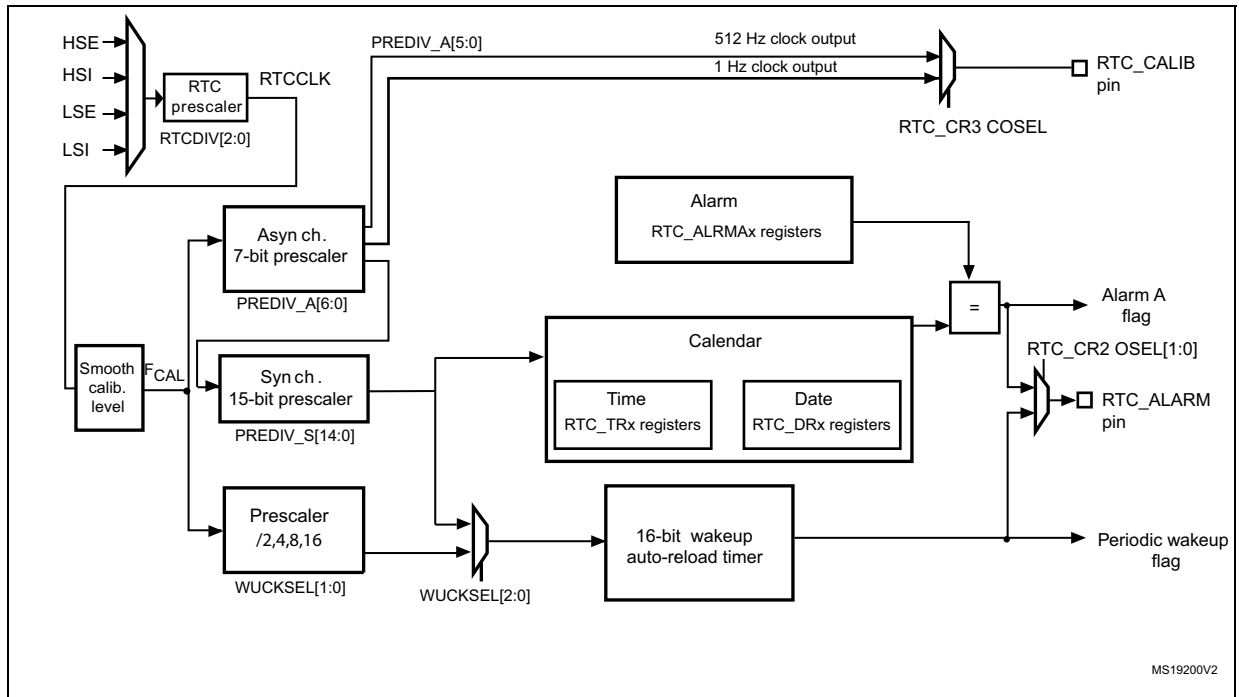 HSE
HSI
LSE
LSI
RTC
prescaler
RTCDIV[2:0]
RTCCLK
PREDIV_A[5:0]
512 Hz clock output
1 Hz clock output
RTC_CR3 COSEL
RTC_CALIB
pin
Asyn ch.
7-bit prescaler
PREDIV_A[6:0]
Alarm
RTC_ALRMAx registers
=
Alarm A
flag
Smooth
calib.
level
FCAL
Syn ch.
15-bit prescaler
PREDIV_S[14:0]
Calendar
Time
RTC_TRx registers
Date
RTC_DRx registers
RTC_CR2 OSEL[1:0]
RTC_ALARM
pin
Prescaler
/2,4,8,16
WUCKSEL[1:0]
WUCKSEL[2:0]
16-bit wakeup
auto-reload timer
Periodic wakeup
flag
MS19200V2